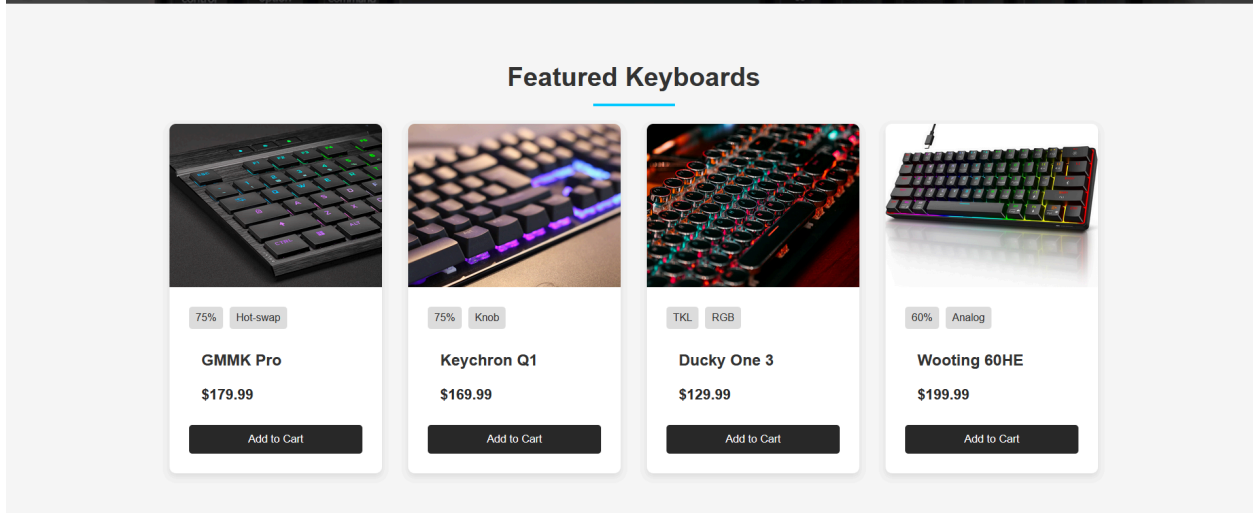 Featured Keyboards
75% Hot-swap
GMMK Pro
$179.99
Add to Cart
75% Knob
Keychron Q1
$169.99
Add to Cart
TKL RGB
Ducky One 3
$129.99
Add to Cart
60% Analog
Wooting 60HE
$199.99
Add to Cart